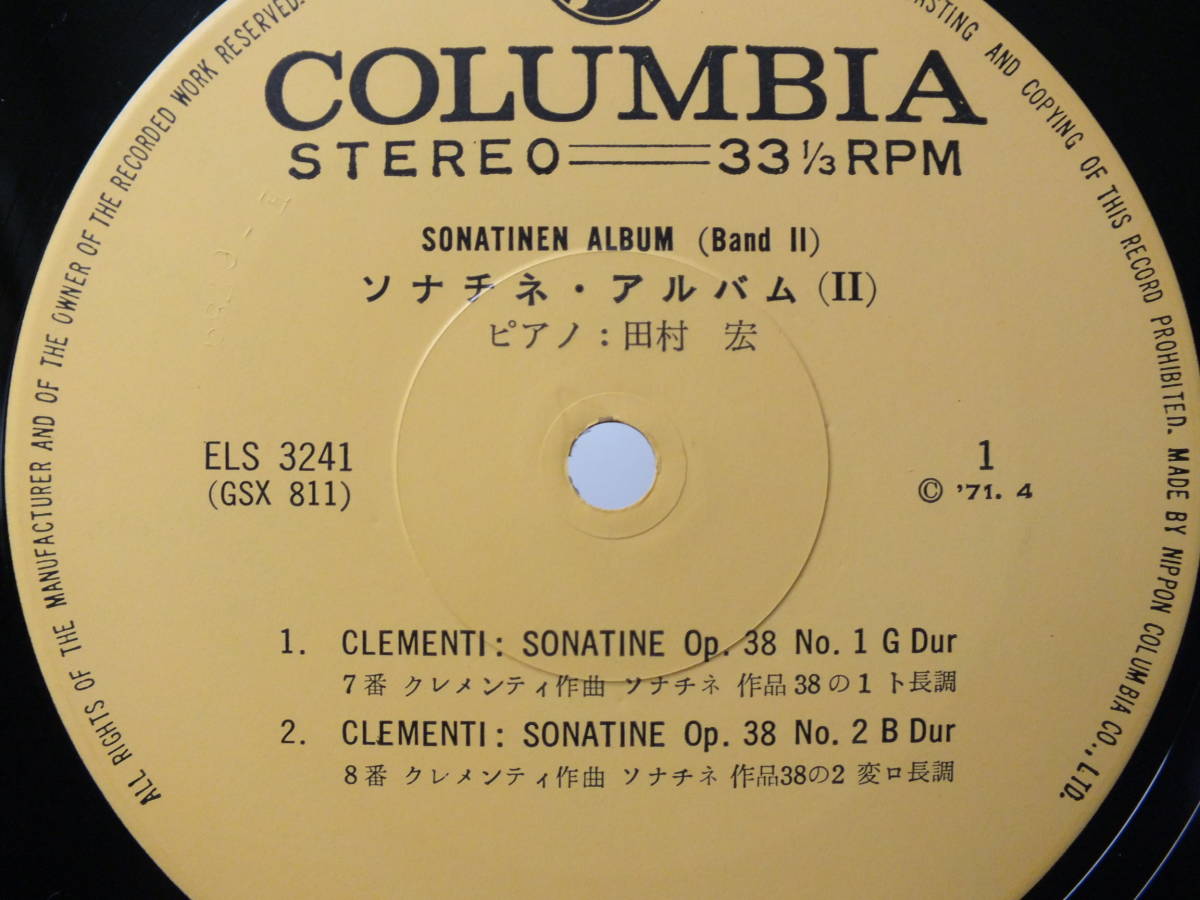 COLUMBIA
STEREO 33 1/3 RPM
SONATINEN ALBUM (Band II)
ソナチネ・アルバム (II)
ピアノ：田村 宏
ELS 3241
(GSX 811)
1
© '71. 4
1. CLEMENTI: SONATINE Op. 38 No. 1 G Dur
7番 クレメンティ作曲 ソナチネ 作品38の1 ト長調
2. CLEMENTI: SONATINE Op. 38 No. 2 B Dur
8番 クレメンティ作曲 ソナチネ 作品38の2 変ロ長調
ALL RIGHTS OF THE MANUFACTURER AND OF THE OWNER OF THE RECORDED WORK RESERVED.
AND COPYING OF THIS RECORD PROHIBITED. MADE BY NIPPON COLUMBIA CO., LTD.